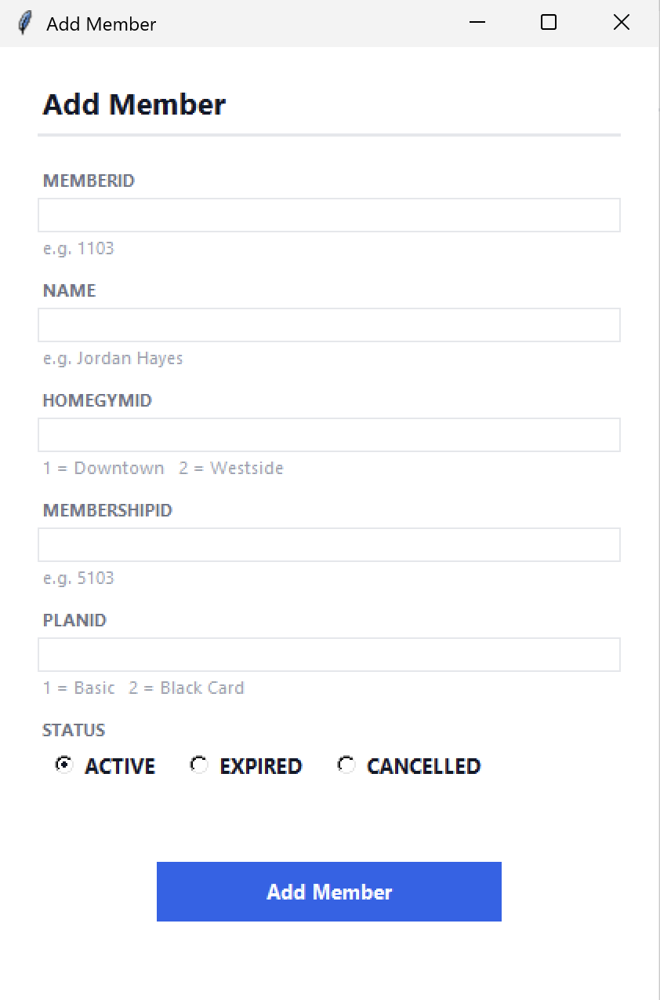 Add Member
Add Member
MEMBERID
e.g. 1103
NAME
e.g. Jordan Hayes
HOMEGYMID
1 = Downtown   2 = Westside
MEMBERSHIPID
e.g. 5103
PLANID
1 = Basic   2 = Black Card
STATUS
ACTIVE   EXPIRED   CANCELLED
Add Member